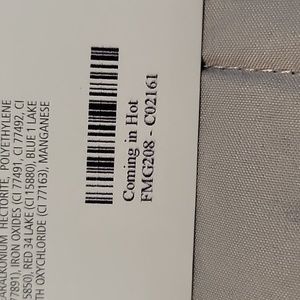 Coming in Hot
FMG208 - C02161
ARALKONIUM HECTORITE, POLYETHYLENE
77891), IRON OXIDES (CI 77491, CI 77492, CI
5850), RED 34 LAKE (CI 15880), BLUE 1 LAKE
TH OXYCHLORIDE (CI 77163), MANGANESE